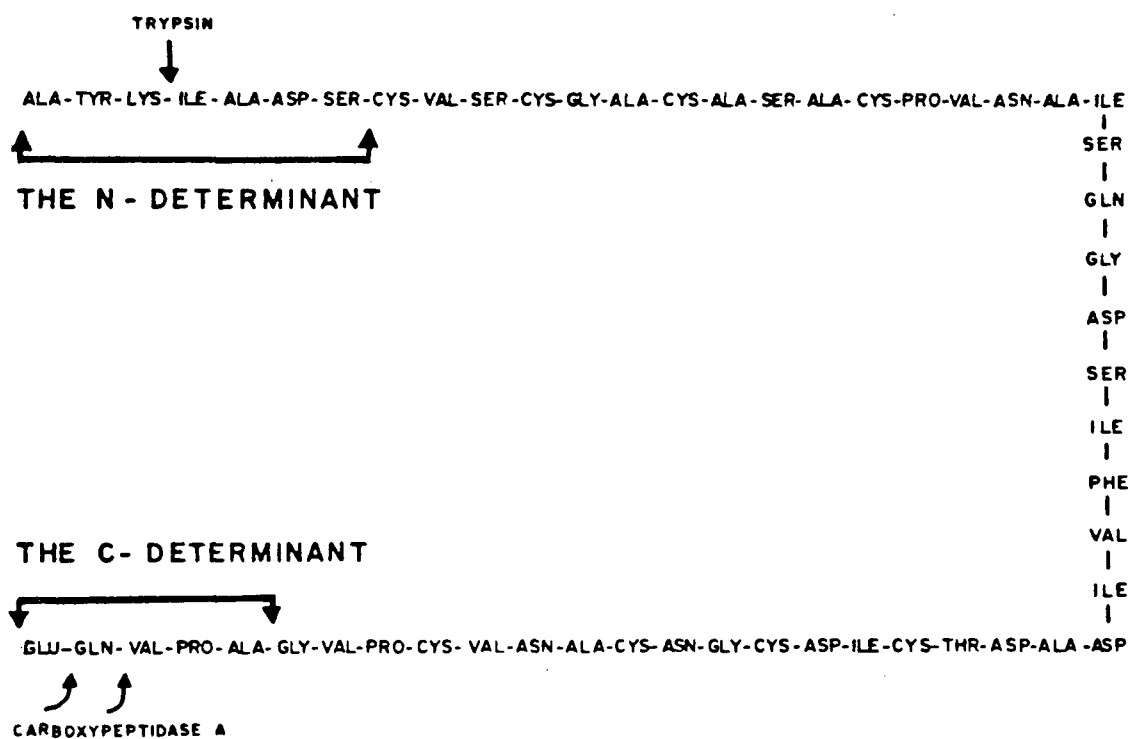 TRYPSIN
ALA-TYR-LYS-ILE-ALA-ASP-SER-CYS-VAL-SER-CYS-GLY-ALA-CYS-ALA-SER-ALA-CYS-PRO-VAL-ASN-ALA-ILE
SER
THE N-DETERMINANT
GLN
GLY
ASP
SER
ILE
PHE
VAL
THE C-DETERMINANT
ILE
GLU-GLN-VAL-PRO-ALA-GLY-VAL-PRO-CYS-VAL-ASN-ALA-CYS-ASN-GLY-CYS-ASP-ILE-CYS-THR-ASP-ALA-ASP
CARBOXYPEPTIDASE A